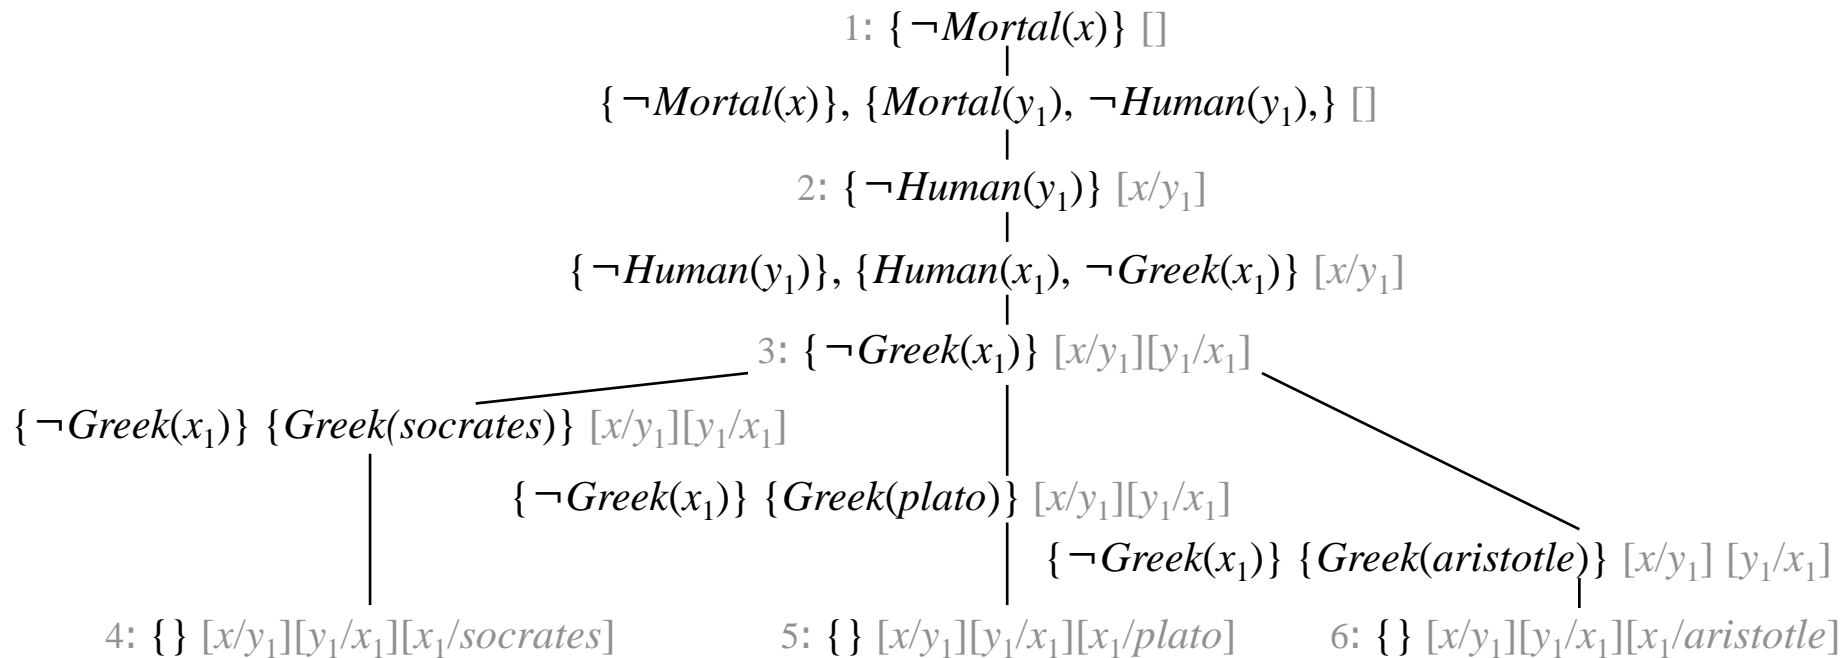 1: {¬Mortal(x)} []
{¬Mortal(x)}, {Mortal(y₁), ¬Human(y₁),} []
2: {¬Human(y₁)} [x/y₁]
{¬Human(y₁)}, {Human(x₁), ¬Greek(x₁)} [x/y₁]
3: {¬Greek(x₁)} [x/y₁][y₁/x₁]
{¬Greek(x₁)} {Greek(socrates)} [x/y₁][y₁/x₁]
{¬Greek(x₁)} {Greek(plato)} [x/y₁][y₁/x₁]
{¬Greek(x₁)} {Greek(aristotle)} [x/y₁] [y₁/x₁]
4: {} [x/y₁][y₁/x₁][x₁/socrates]
5: {} [x/y₁][y₁/x₁][x₁/plato]
6: {} [x/y₁][y₁/x₁][x₁/aristotle]